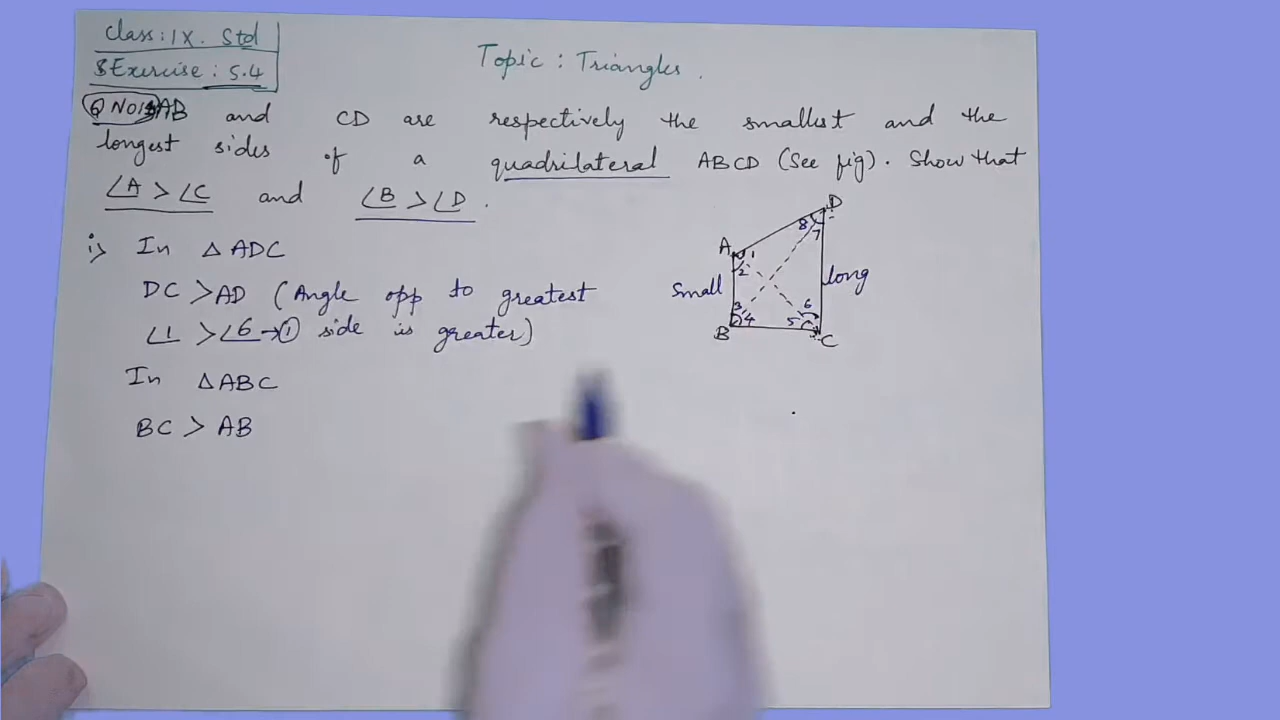 Class: IX. Std
Exercise: 5.4
Topic: Triangles.
Q NO: AB and CD are respectively the smallest and the
longest sides of a quadrilateral ABCD (See fig). Show that
∠A > ∠C and ∠B > ∠D.
i) In △ADC
DC > AD (Angle opp to greatest
∠1 > ∠6 → ① side is greater)
In △ABC
BC > AB
D
8
7
A
1
2
small
long
3
4
6
5
B
C